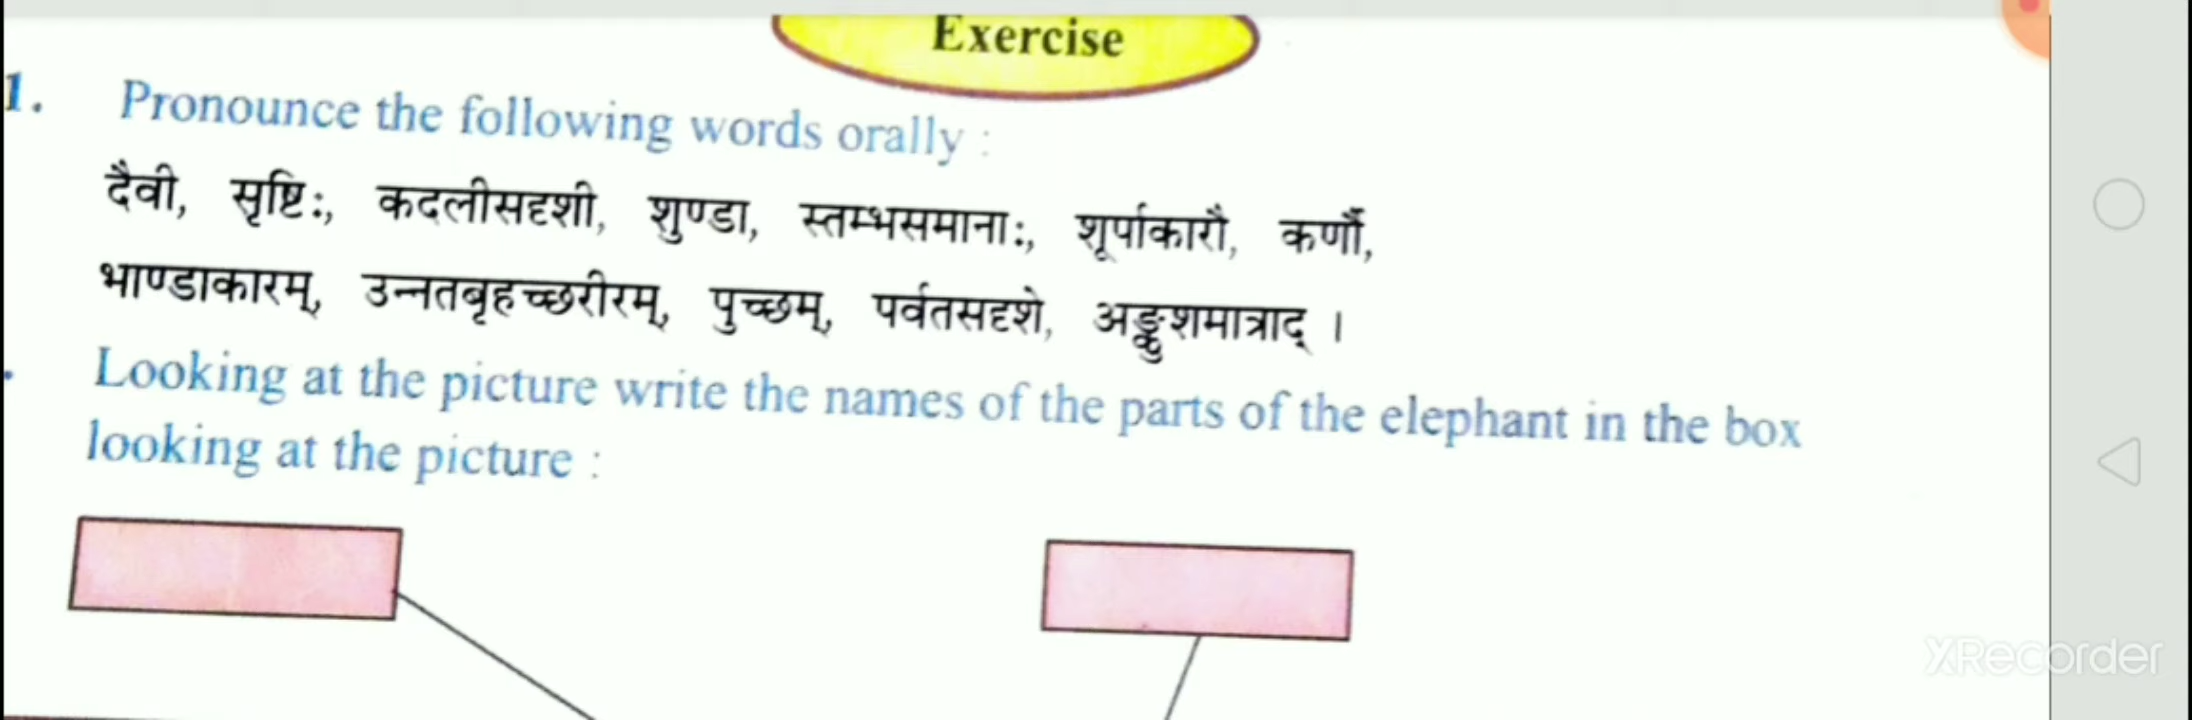 Exercise
1. Pronounce the following words orally :
दैवी, सृष्टिः, कदलीसदृशी, शुण्डा, स्तम्भसमानाः, शूर्पाकारौ, कर्णौ,
भाण्डाकारम्, उन्नतबृहच्छरीरम्, पुच्छम्, पर्वतसदृशे, अङ्कुशमात्राद् ।
Looking at the picture write the names of the parts of the elephant in the box
looking at the picture :
XRecorder